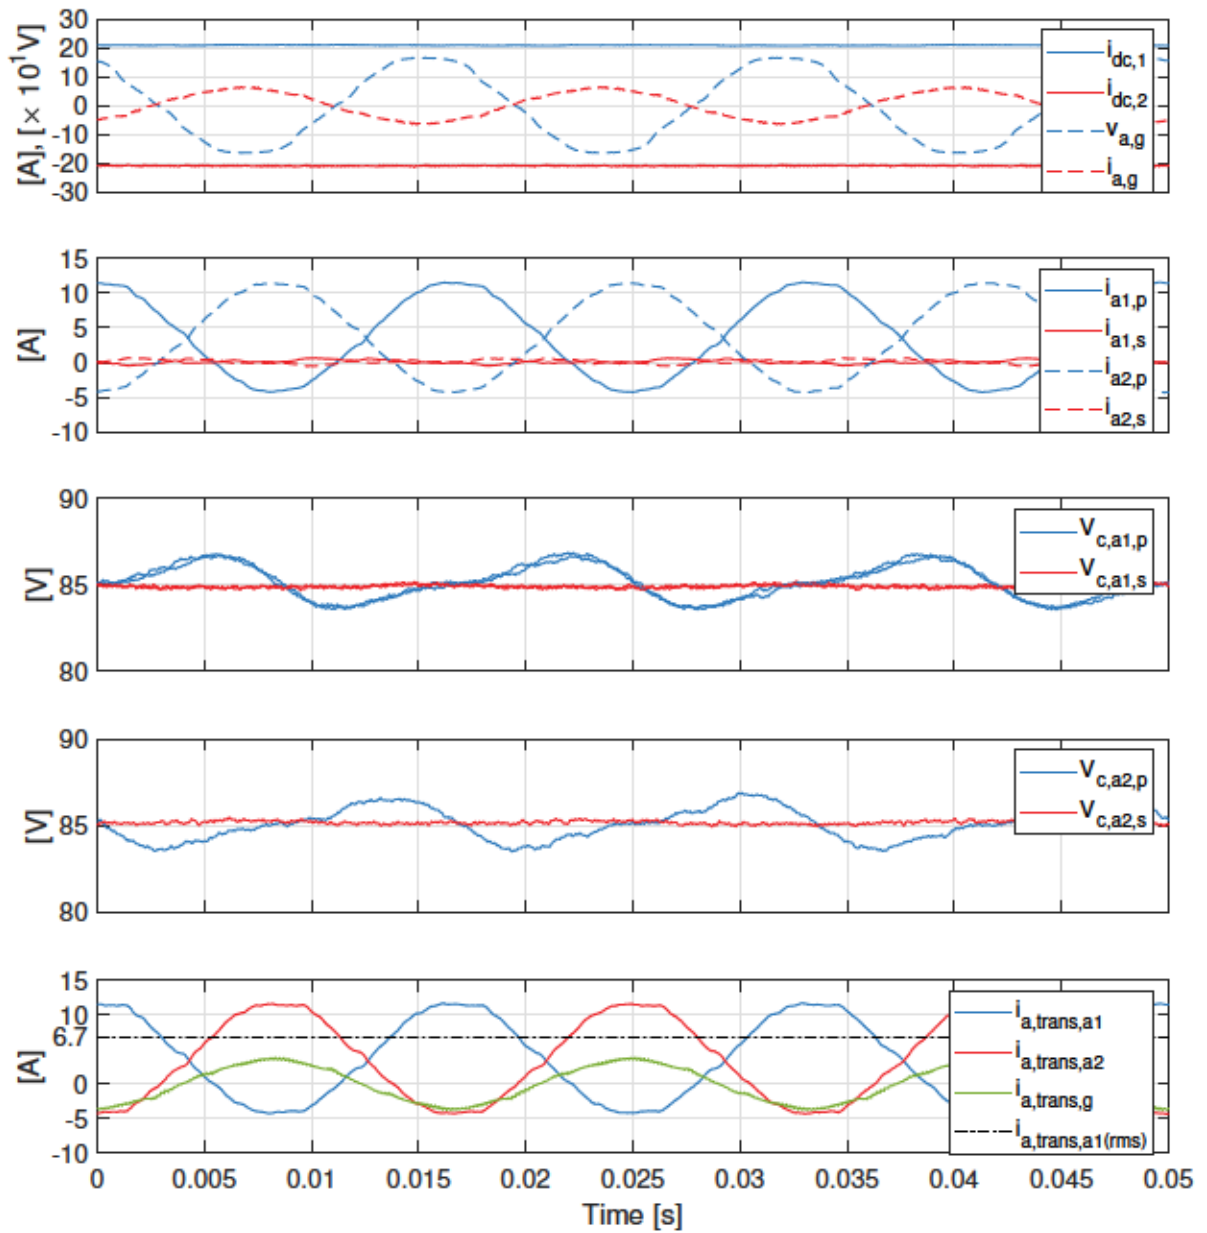 [A], [× 10¹V]
30
20
10
0
-10
-20
-30
i_dc,1
i_dc,2
v_a,g
i_a,g
[A]
15
10
5
0
-5
-10
i_a1,p
i_a1,s
i_a2,p
i_a2,s
[V]
90
85
80
V_c,a1,p
V_c,a1,s
[V]
90
85
80
V_c,a2,p
V_c,a2,s
[A]
15
10
6.7
0
-5
-10
i_a,trans,a1
i_a,trans,a2
i_a,trans,g
i_a,trans,a1(rms)
0 0.005 0.01 0.015 0.02 0.025 0.03 0.035 0.04 0.045 0.05
Time [s]